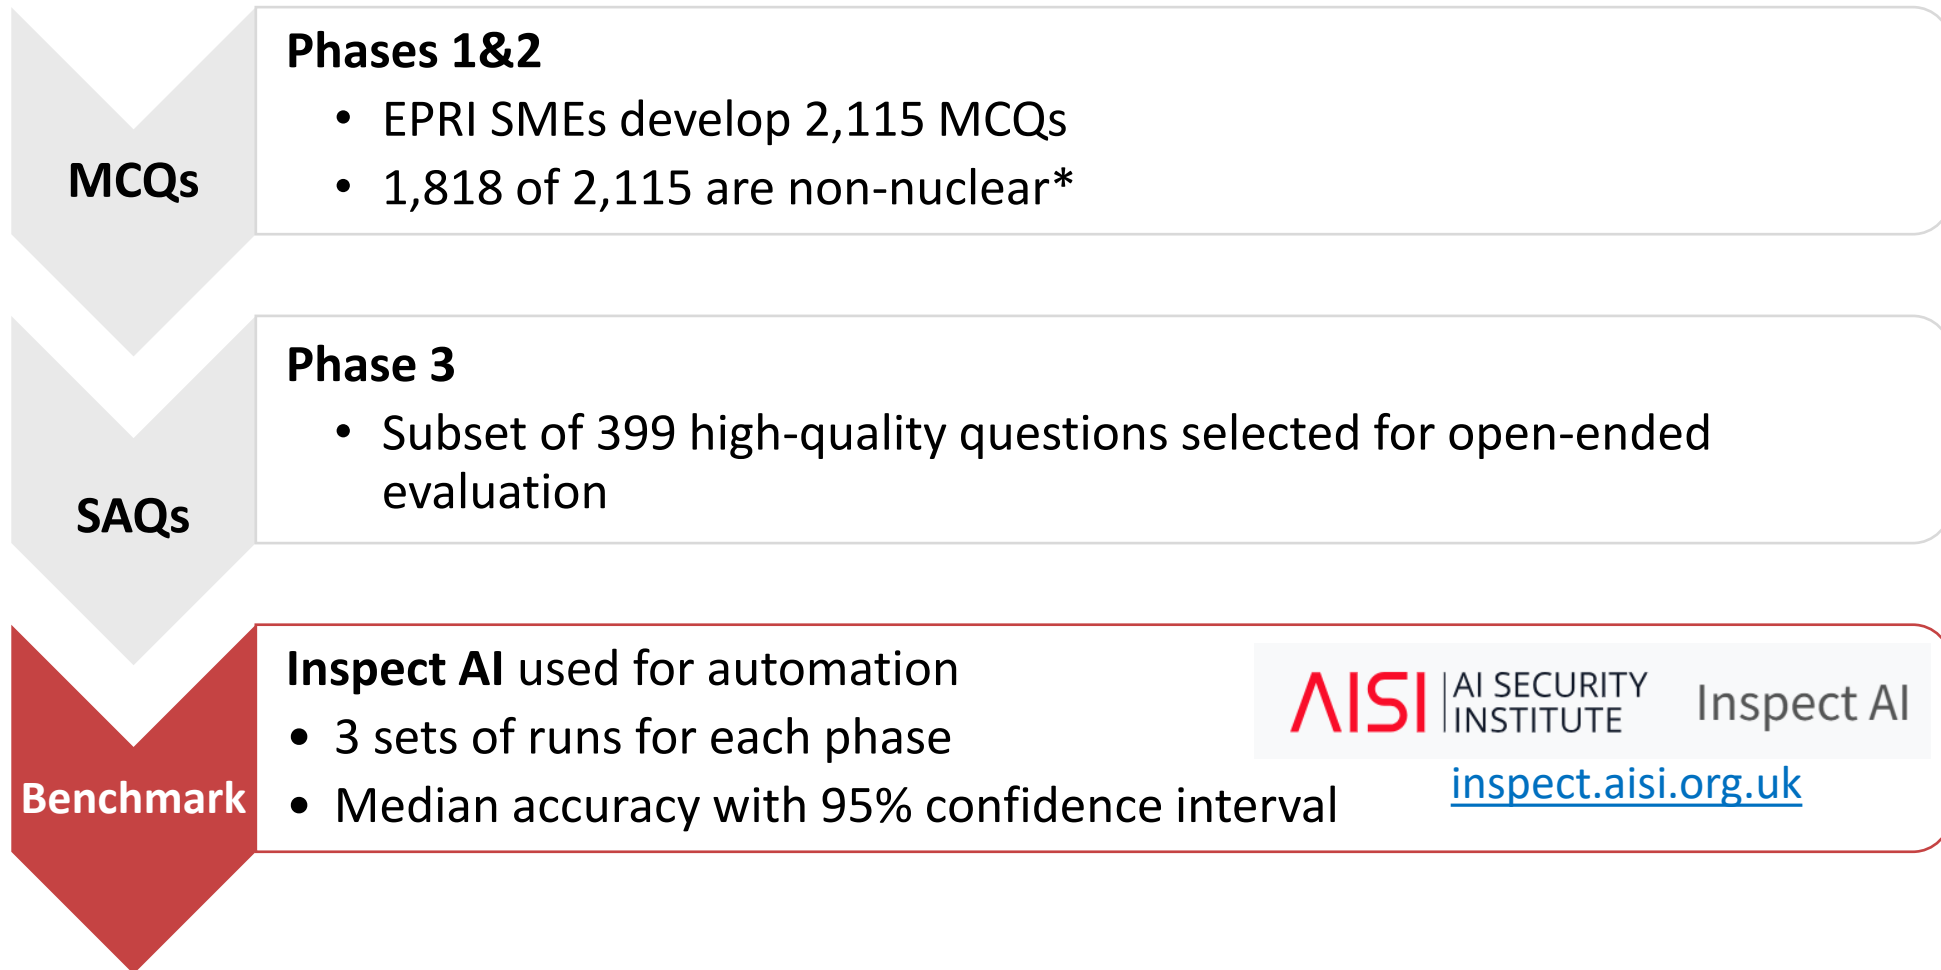 MCQs
Phases 1&2
• EPRI SMEs develop 2,115 MCQs
• 1,818 of 2,115 are non-nuclear*
SAQs
Phase 3
• Subset of 399 high-quality questions selected for open-ended
evaluation
Benchmark
Inspect AI used for automation
• 3 sets of runs for each phase
• Median accuracy with 95% confidence interval
AISI AI SECURITY
INSTITUTE
Inspect AI
inspect.aisi.org.uk